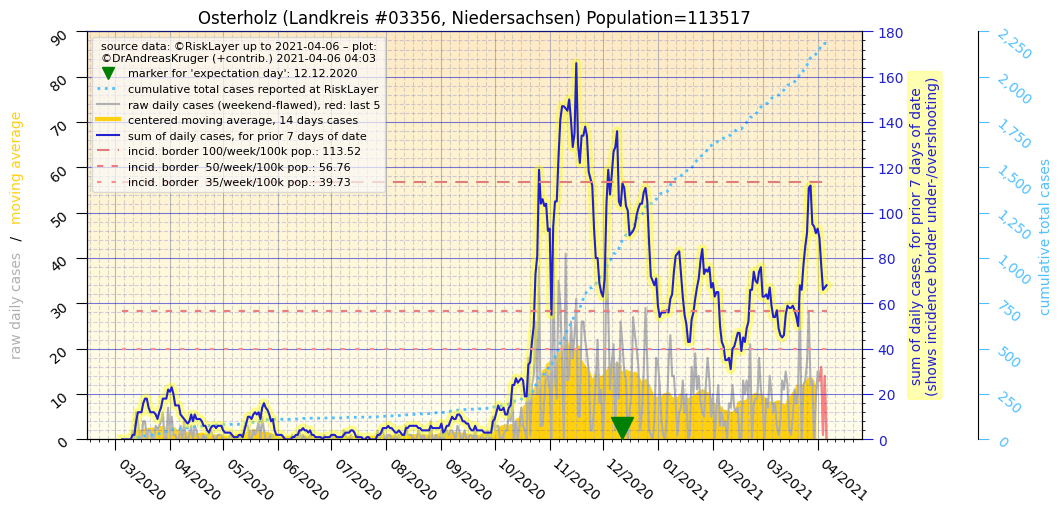 Osterholz (Landkreis #03356, Niedersachsen) Population=113517
source data: ©RiskLayer up to 2021-04-06 – plot:
©DrAndreasKruger (+contrib.) 2021-04-06 04:03
marker for 'expectation day': 12.12.2020
cumulative total cases reported at RiskLayer
raw daily cases (weekend-flawed), red: last 5
centered moving average, 14 days cases
sum of daily cases, for prior 7 days of date
incid. border 100/week/100k pop.: 113.52
incid. border  50/week/100k pop.: 56.76
incid. border  35/week/100k pop.: 39.73
raw daily cases / moving average
90
80
70
60
50
40
30
20
10
0
03/2020
04/2020
05/2020
06/2020
07/2020
08/2020
09/2020
10/2020
11/2020
12/2020
01/2021
02/2021
03/2021
04/2021
180
160
140
120
100
80
60
40
20
0
sum of daily cases, for prior 7 days of date
(shows incidence border under-/overshooting)
2,250
2,000
1,750
1,500
1,250
1,000
750
500
250
0
cumulative total cases